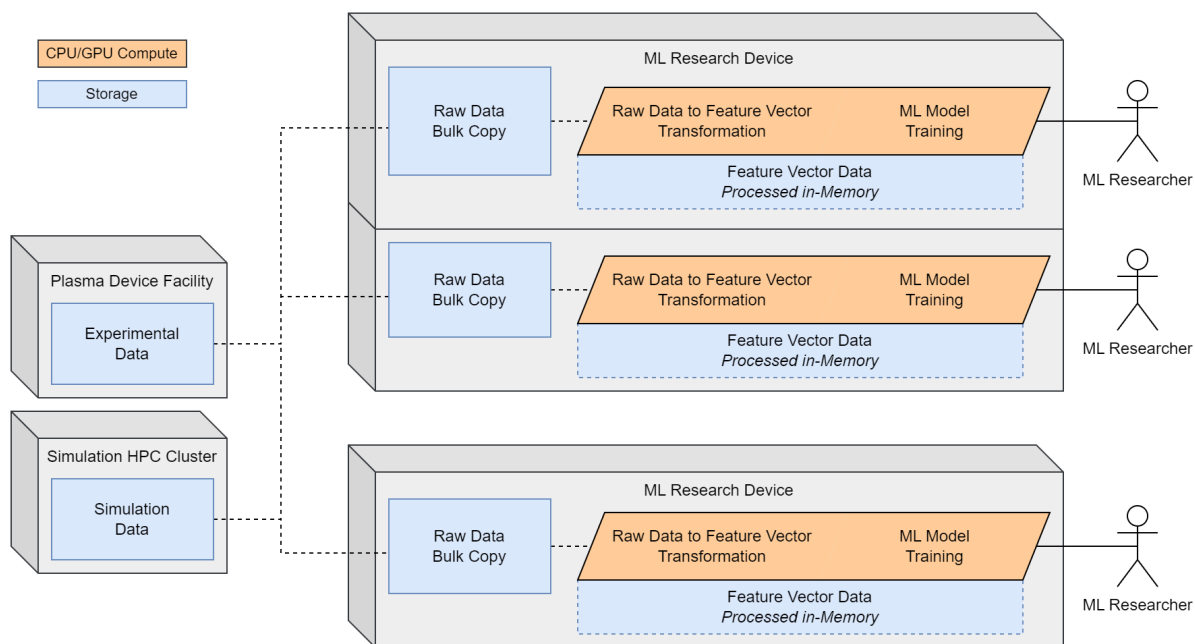 CPU/GPU Compute
Storage
Plasma Device Facility
Experimental
Data
Simulation HPC Cluster
Simulation
Data
ML Research Device
Raw Data
Bulk Copy
Raw Data to Feature Vector
Transformation
ML Model
Training
Feature Vector Data
Processed in-Memory
ML Researcher
Raw Data
Bulk Copy
Raw Data to Feature Vector
Transformation
ML Model
Training
Feature Vector Data
Processed in-Memory
ML Researcher
ML Research Device
Raw Data
Bulk Copy
Raw Data to Feature Vector
Transformation
ML Model
Training
Feature Vector Data
Processed in-Memory
ML Researcher